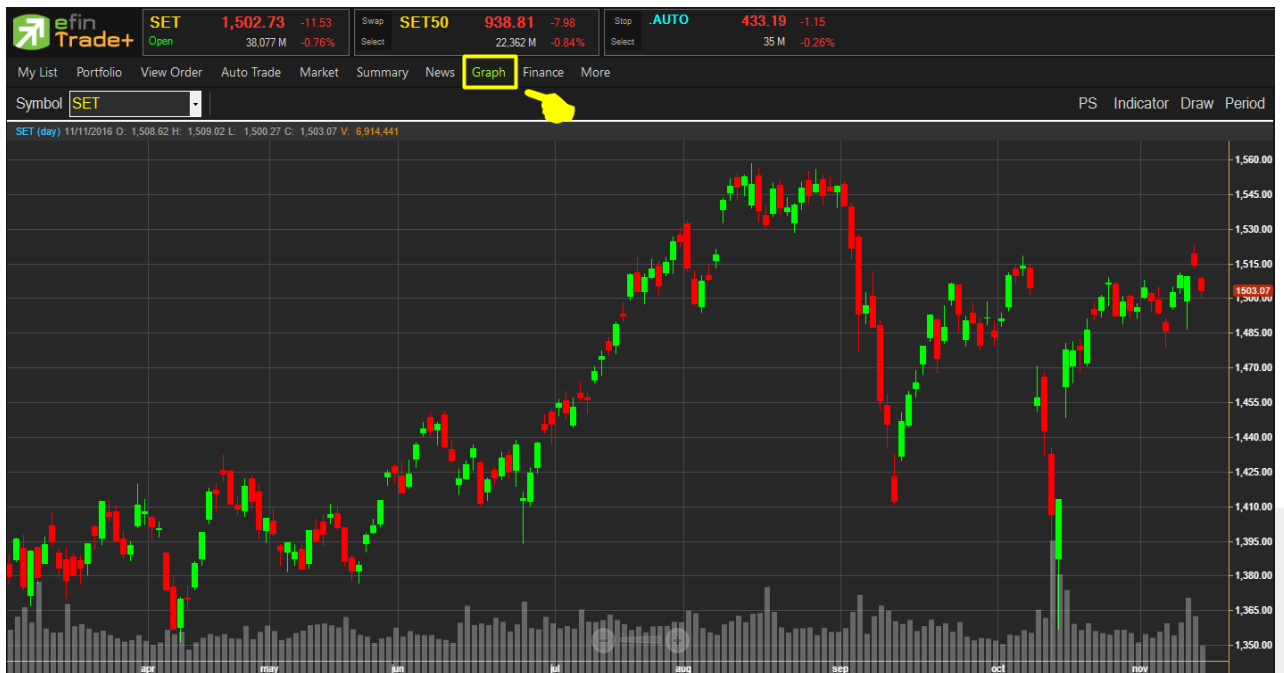 efin
Trade+
SET 1,502.73 -11.53
Open 38,077 M -0.76%
Swap SET50 938.81 -7.98
Select 22,362 M -0.84%
Stop .AUTO 433.19 -1.15
Select 35 M -0.26%
My List Portfolio View Order Auto Trade Market Summary News Graph Finance More
Symbol SET PS Indicator Draw Period
SET (day) 11/11/2016 O: 1,508.62 H: 1,509.02 L: 1,500.27 C: 1,503.07 V: 6,914,441
1,560.00
1,545.00
1,530.00
1,515.00
1503.07
1,500.00
1,485.00
1,470.00
1,455.00
1,440.00
1,425.00
1,410.00
1,395.00
1,380.00
1,365.00
1,350.00
apr may jun jul aug sep oct nov